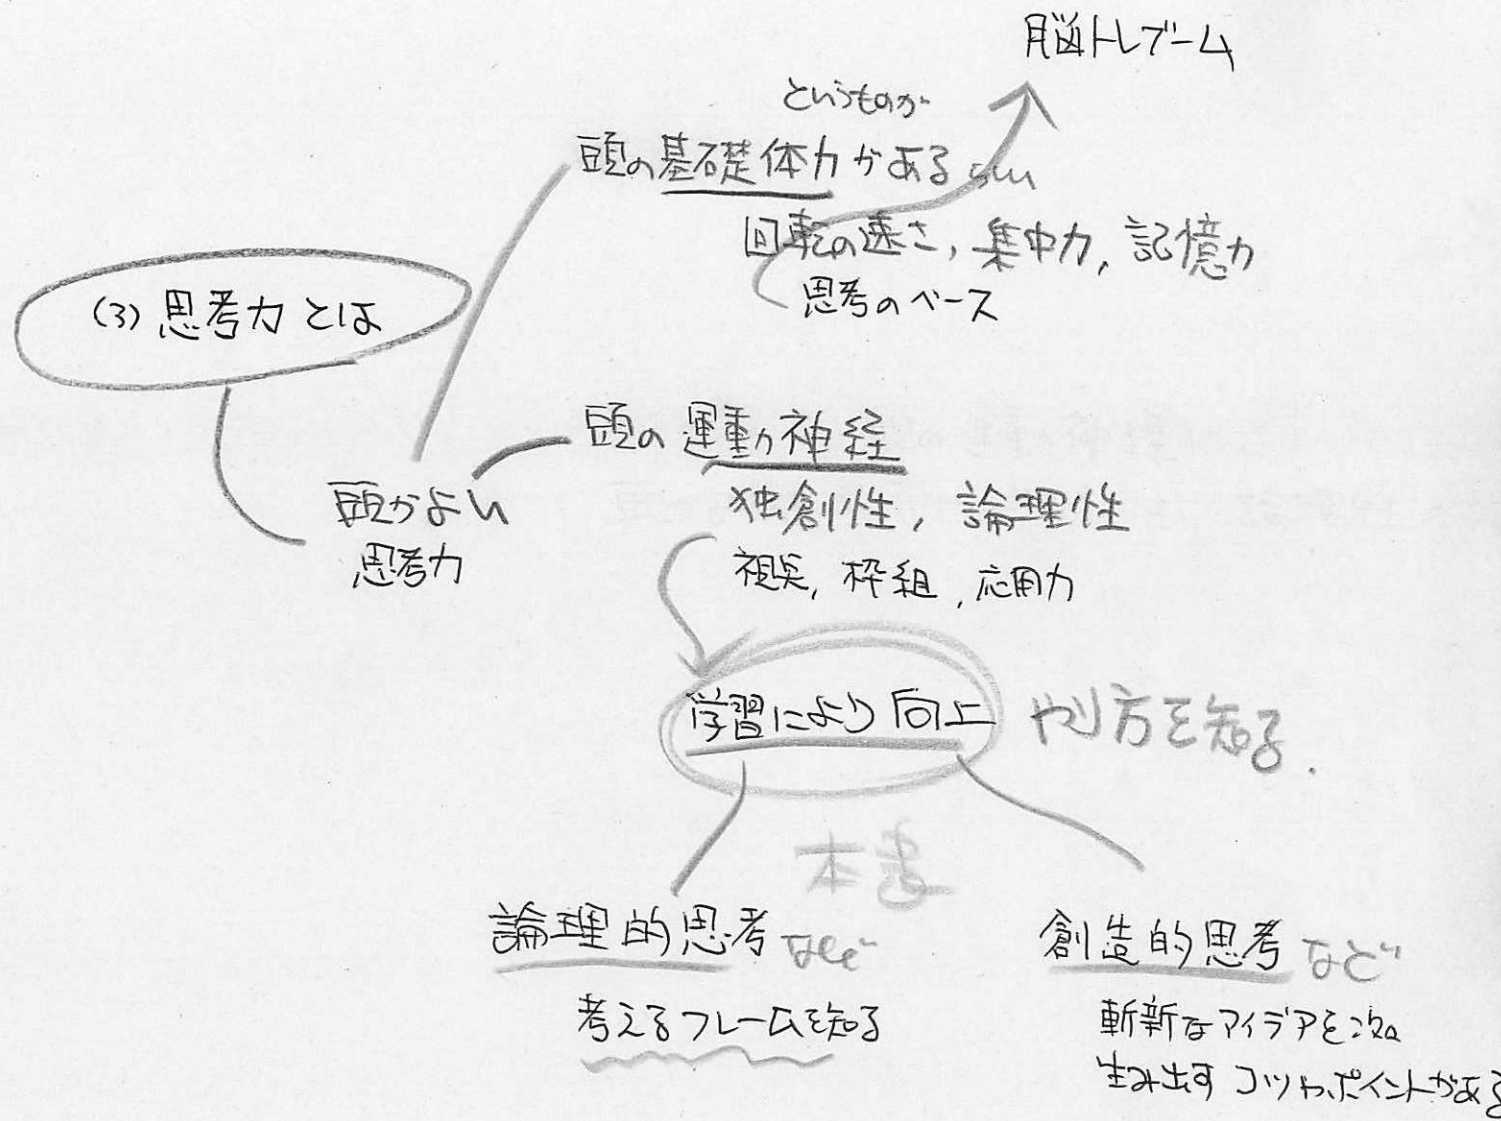 脳トレブーム
というものが
頭の基礎体力がある らしい
回転の速さ, 集中力, 記憶力
思考のベース
(3) 思考力とは
頭の運動神経
頭がよい
思考力
独創性, 論理性
視点, 枠組, 応用力
学習により向上 やり方を知る.
本書
論理的思考 など
考えるフレームを知る
創造的思考 など
斬新なアイデアを次々
生み出すコツやポイントがある